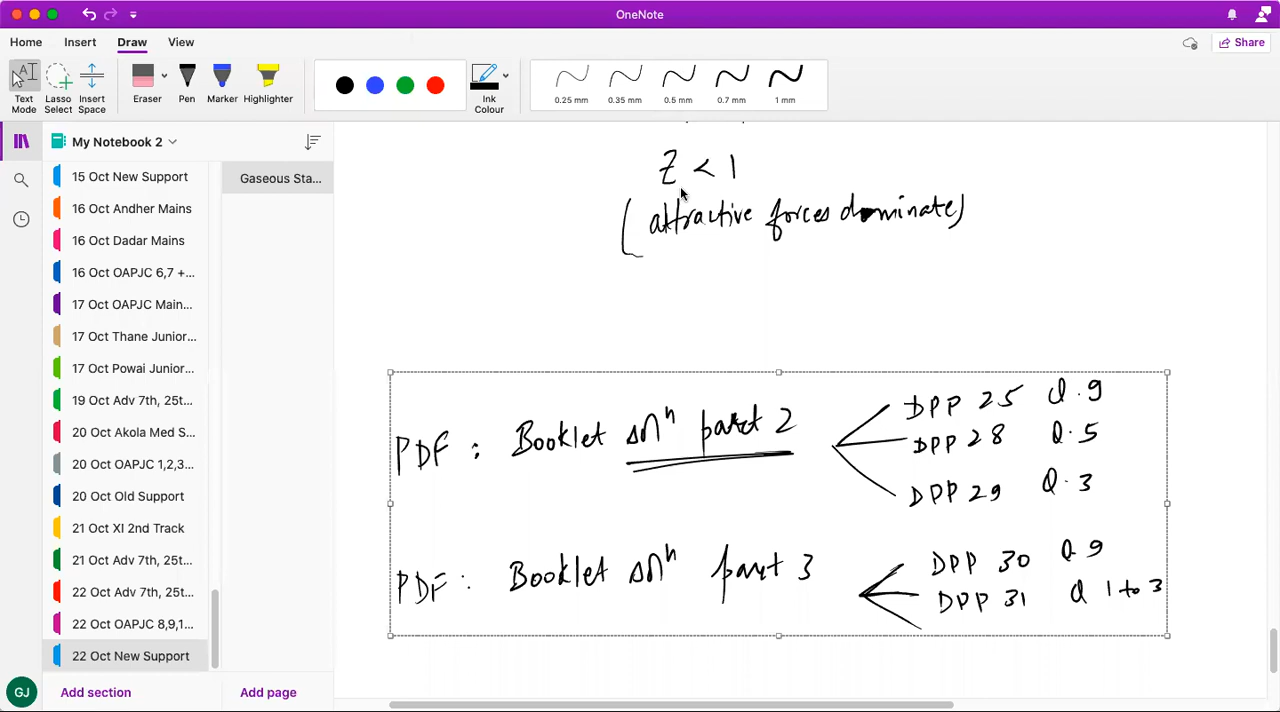 OneNote
Home Insert Draw View
Share
Text Mode
Lasso Select
Insert Space
Eraser
Pen
Marker
Highlighter
Ink Colour
0.25 mm
0.35 mm
0.5 mm
0.7 mm
1 mm
My Notebook 2
15 Oct New Support
16 Oct Andher Mains
16 Oct Dadar Mains
16 Oct OAPJC 6,7 +...
17 Oct OAPJC Main...
17 Oct Thane Junior...
17 Oct Powai Junior...
19 Oct Adv 7th, 25t...
20 Oct Akola Med S...
20 Oct OAPJC 1,2,3...
20 Oct Old Support
21 Oct XI 2nd Track
21 Oct Adv 7th, 25t...
22 Oct Adv 7th, 25t...
22 Oct OAPJC 8,9,1...
22 Oct New Support
Add section
GJ
Gaseous Sta...
Add page
Z < 1
(attractive forces dominate)
PDF : Booklet solⁿ part 2
DPP 25 Q.9
DPP 28 Q.5
DPP 29 Q.3
PDF : Booklet solⁿ part 3
DPP 30 Q 9
DPP 31 Q 1 to 3